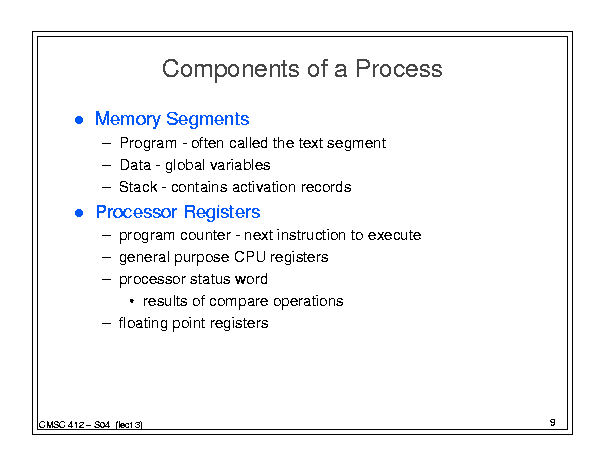 Components of a Process
● Memory Segments
– Program - often called the text segment
– Data - global variables
– Stack - contains activation records
● Processor Registers
– program counter - next instruction to execute
– general purpose CPU registers
– processor status word
• results of compare operations
– floating point registers
CMSC 412 – S04 (lect 3)
9